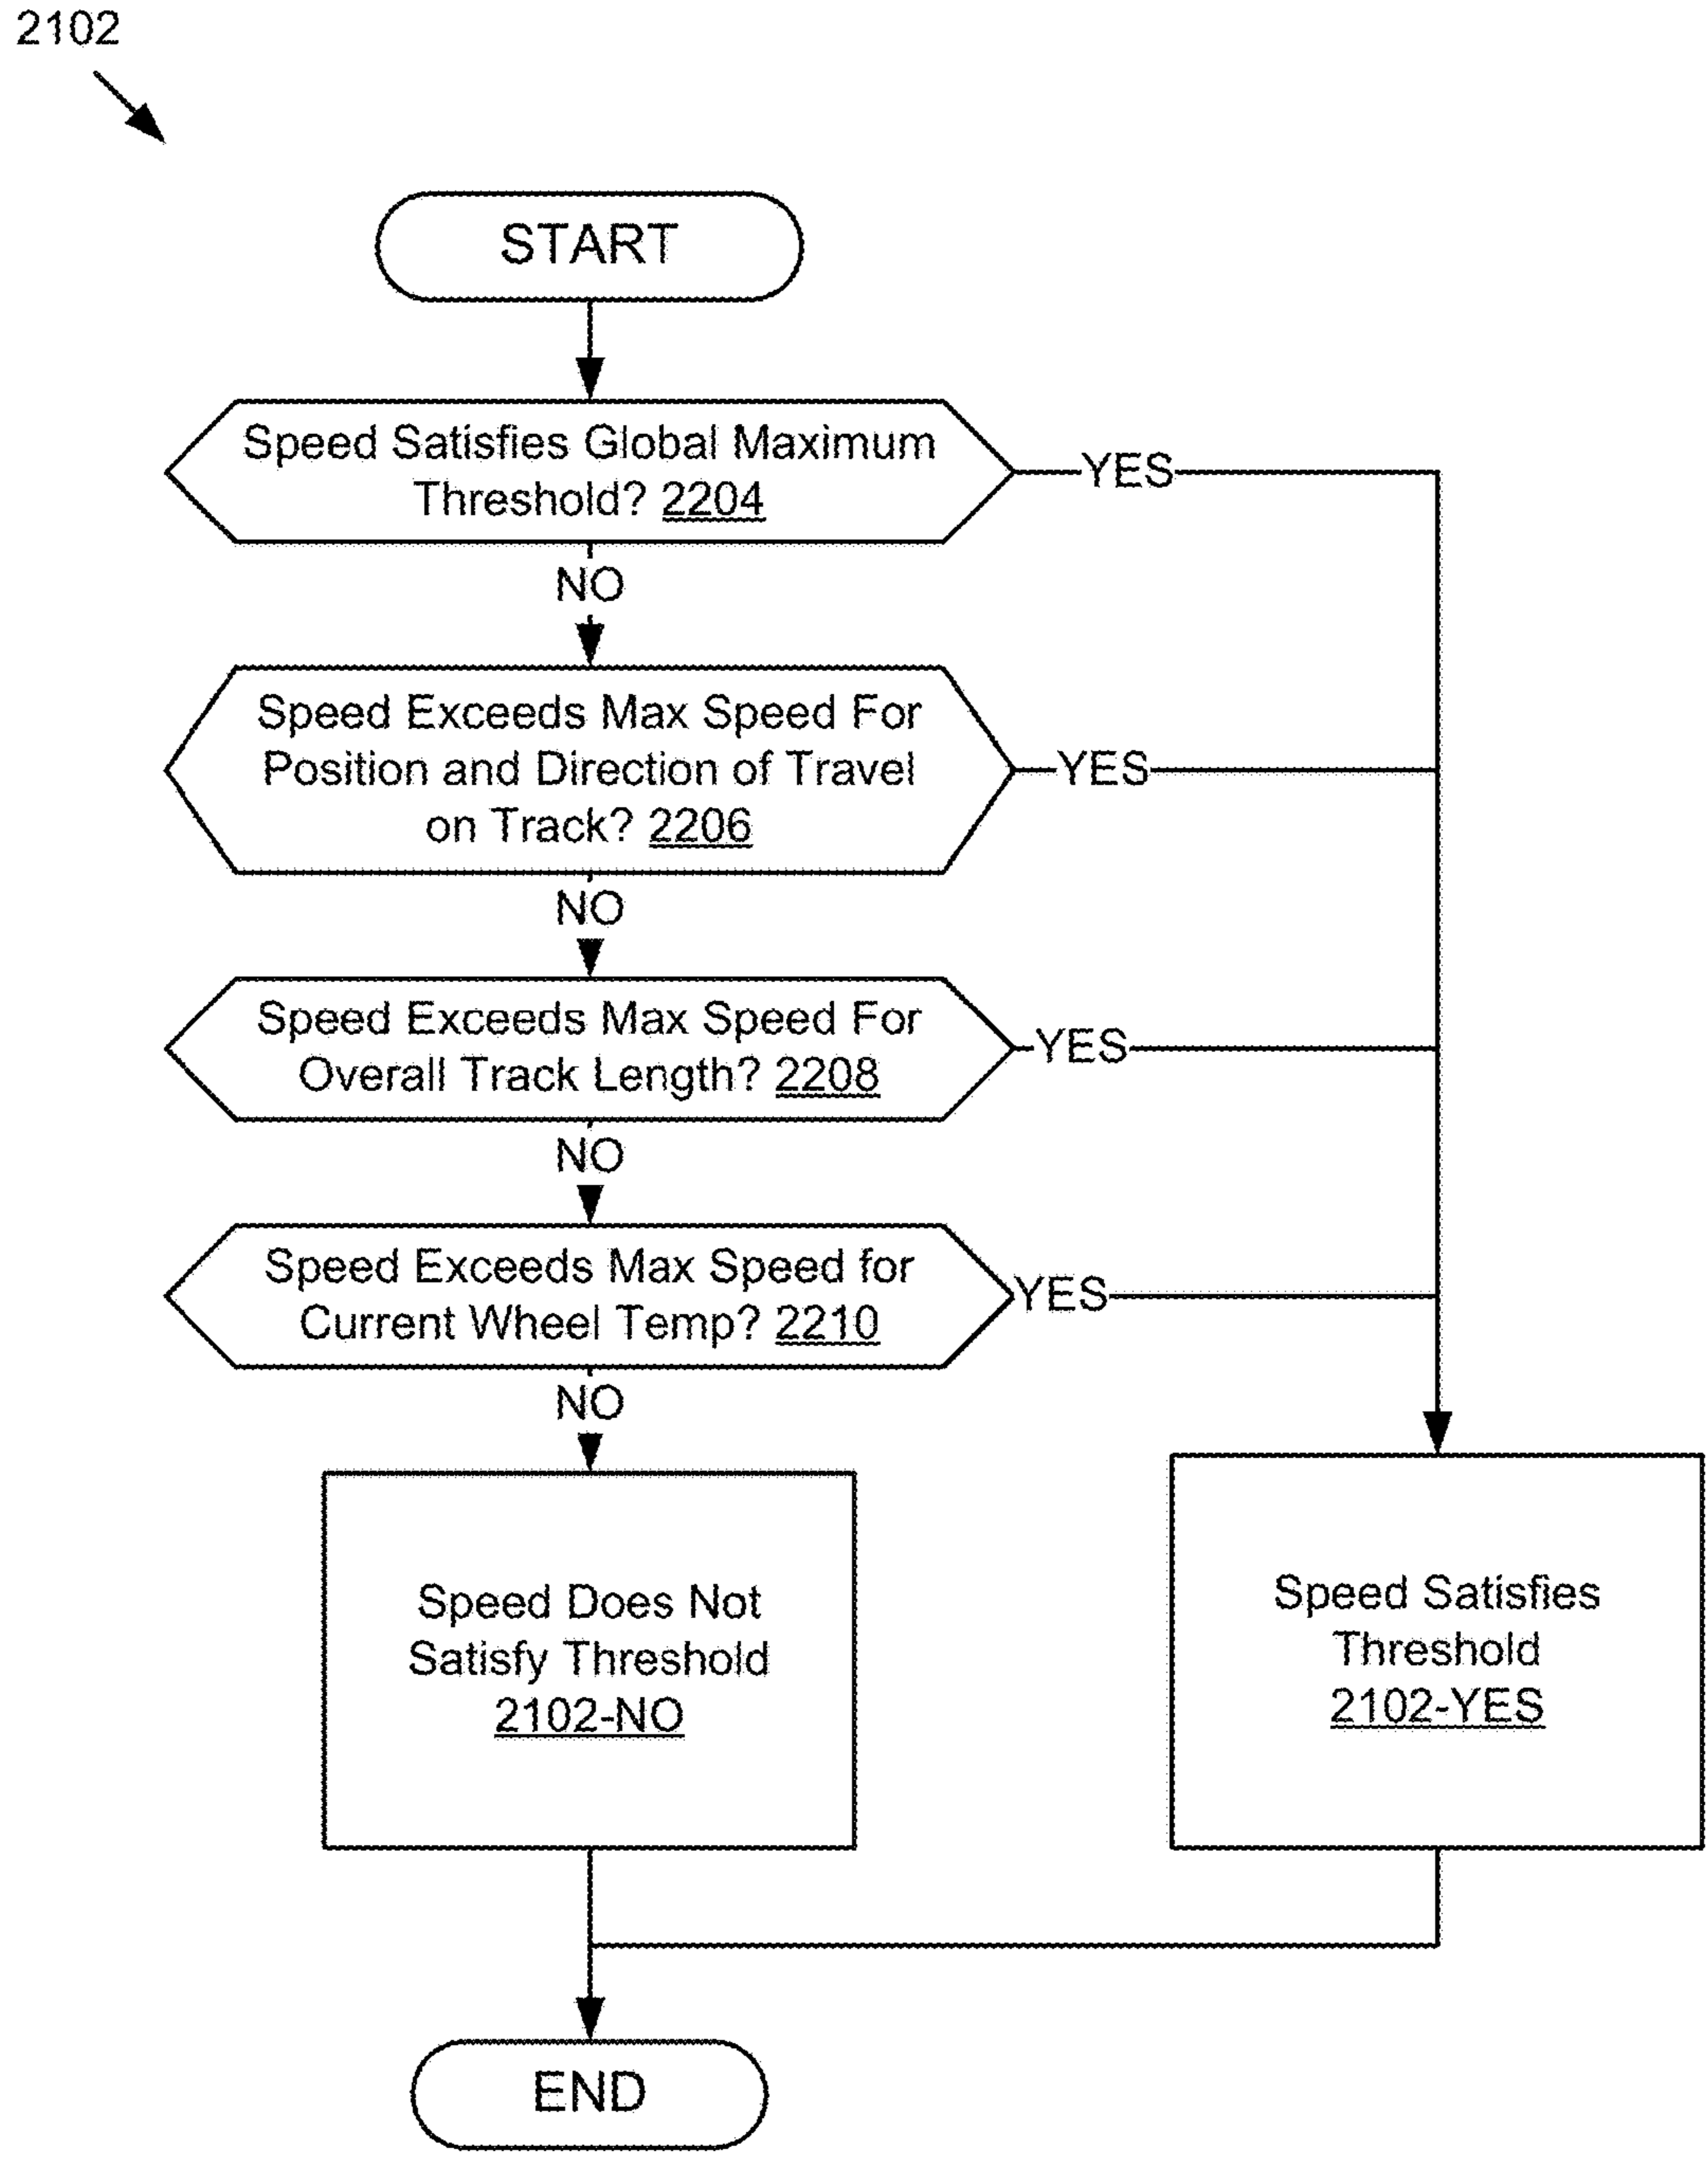 2102
START
Speed Satisfies Global Maximum
Threshold? 2204
YES
NO
Speed Exceeds Max Speed For
Position and Direction of Travel
on Track? 2206
YES
NO
Speed Exceeds Max Speed For
Overall Track Length? 2208
YES
NO
Speed Exceeds Max Speed for
Current Wheel Temp? 2210
YES
NO
Speed Does Not
Satisfy Threshold
2102-NO
Speed Satisfies
Threshold
2102-YES
END